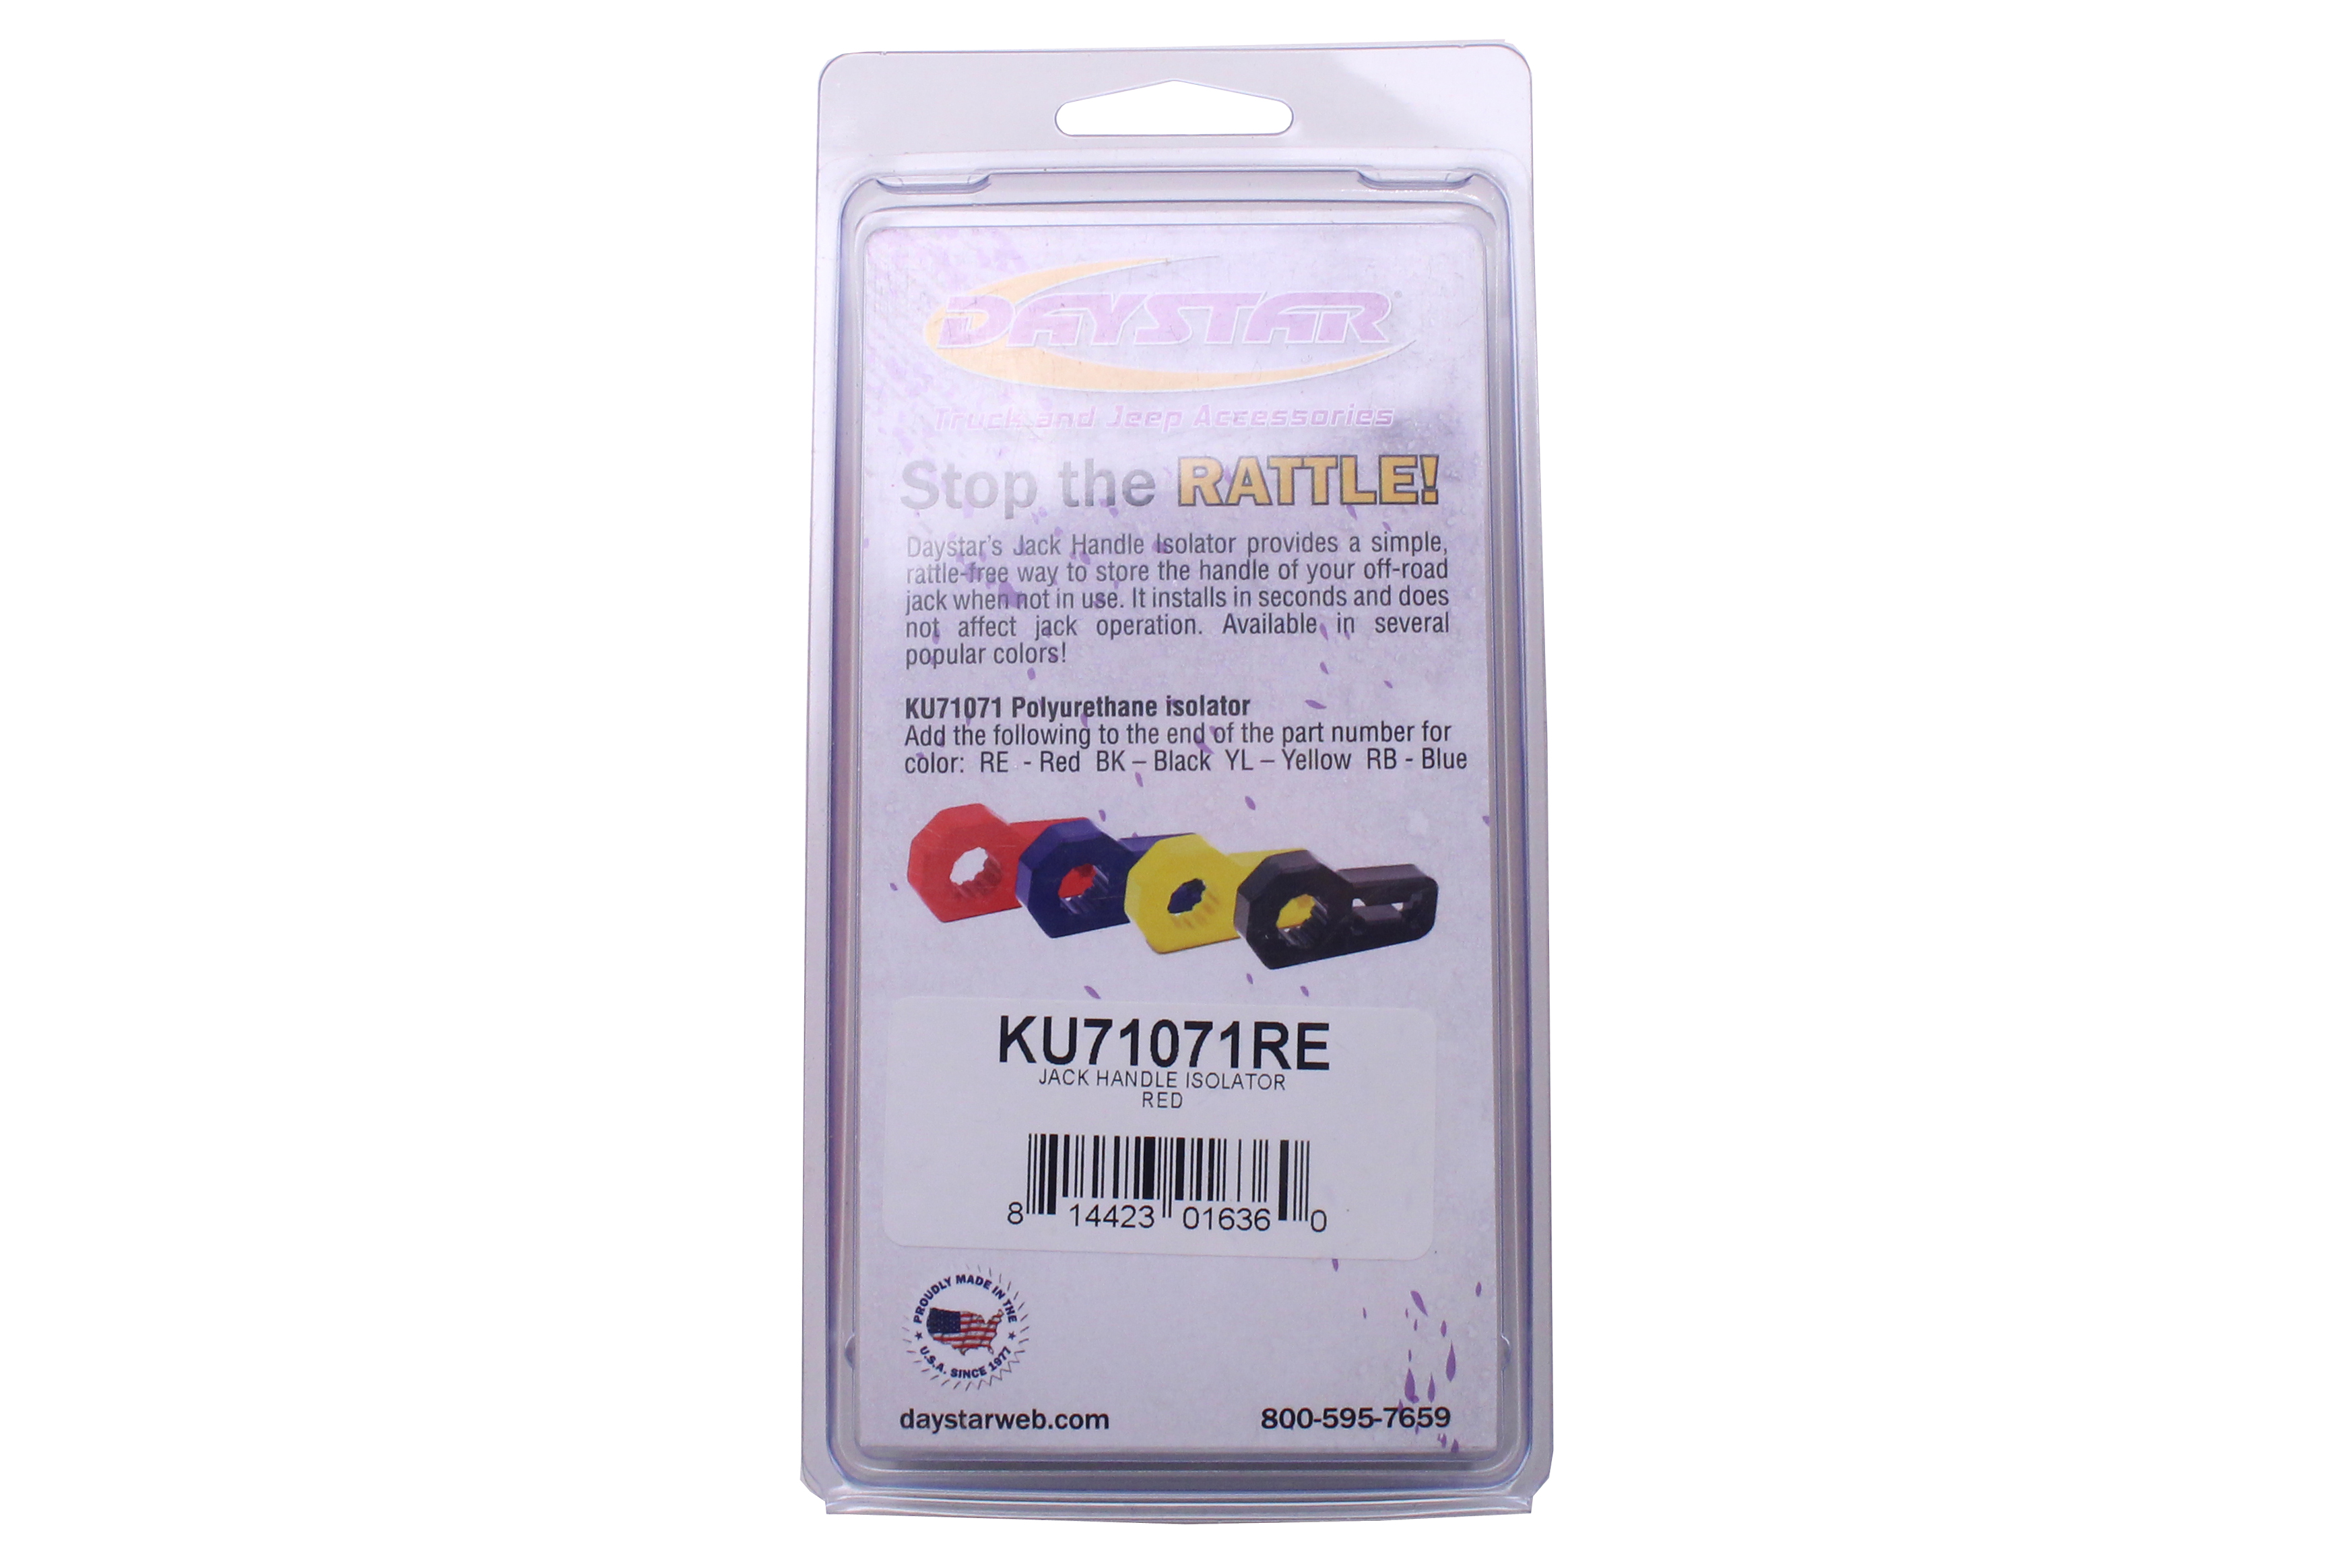 DAYSTAR
Truck and Jeep Accessories
Stop the RATTLE!
Daystar's Jack Handle Isolator provides a simple,
rattle-free way to store the handle of your off-road
jack when not in use. It installs in seconds and does
not affect jack operation. Available in several
popular colors!
KU71071 Polyurethane isolator
Add the following to the end of the part number for
color: RE - Red BK – Black YL – Yellow RB - Blue
KU71071RE
JACK HANDLE ISOLATOR
RED
8 14423 01636 0
PROUDLY MADE IN THE
U.S.A. SINCE 1977
daystarweb.com 800-595-7659